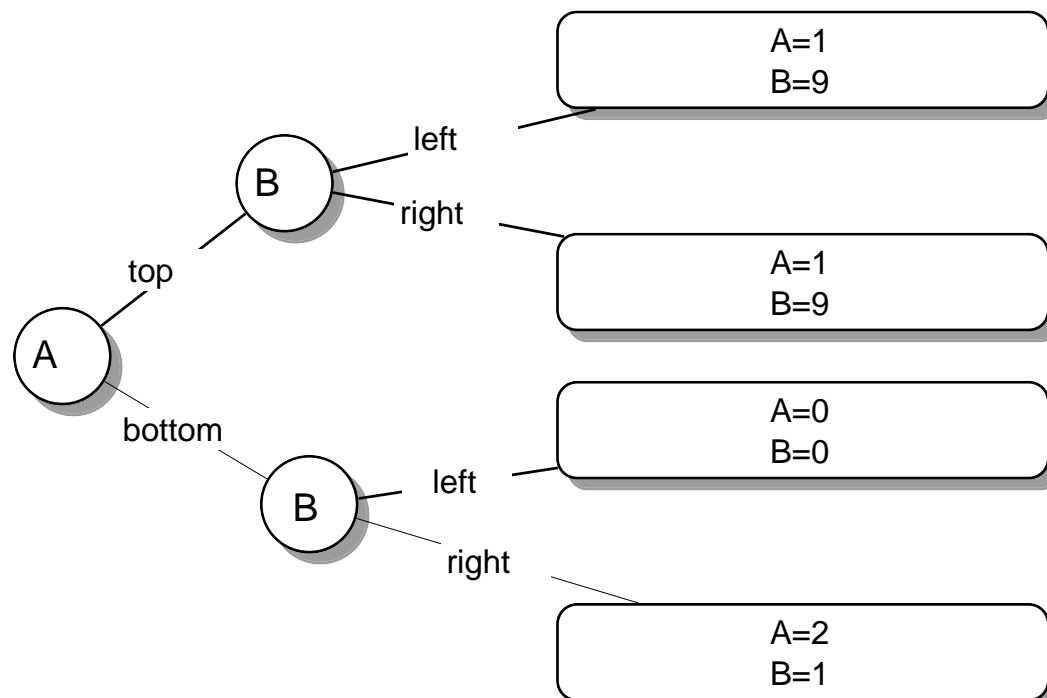 A=1
B=9
left
B
right
top
A=1
B=9
A
A=0
B=0
bottom
left
B
right
A=2
B=1